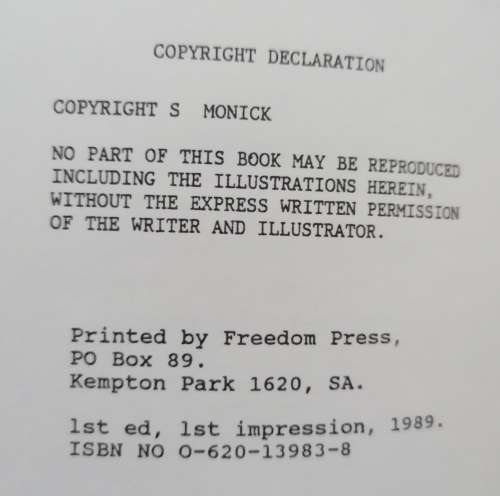 COPYRIGHT DECLARATION
COPYRIGHT S MONICK
NO PART OF THIS BOOK MAY BE REPRODUCED
INCLUDING THE ILLUSTRATIONS HEREIN,
WITHOUT THE EXPRESS WRITTEN PERMISSION
OF THE WRITER AND ILLUSTRATOR.
Printed by Freedom Press,
PO Box 89.
Kempton Park 1620, SA.
1st ed, 1st impression, 1989.
ISBN NO O-620-13983-8